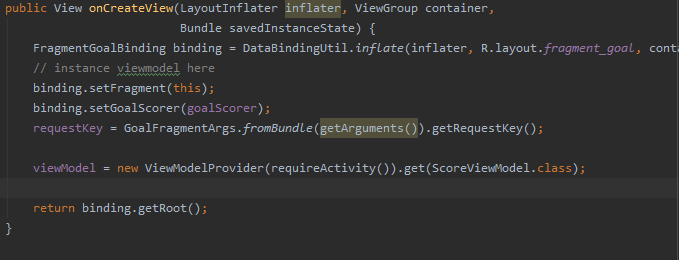 public View onCreateView(LayoutInflater inflater, ViewGroup container,
                         Bundle savedInstanceState) {
    FragmentGoalBinding binding = DataBindingUtil.inflate(inflater, R.layout.fragment_goal, conta
    // instance viewmodel here
    binding.setFragment(this);
    binding.setGoalScorer(goalScorer);
    requestKey = GoalFragmentArgs.fromBundle(getArguments()).getRequestKey();
    viewModel = new ViewModelProvider(requireActivity()).get(ScoreViewModel.class);
    return binding.getRoot();
}